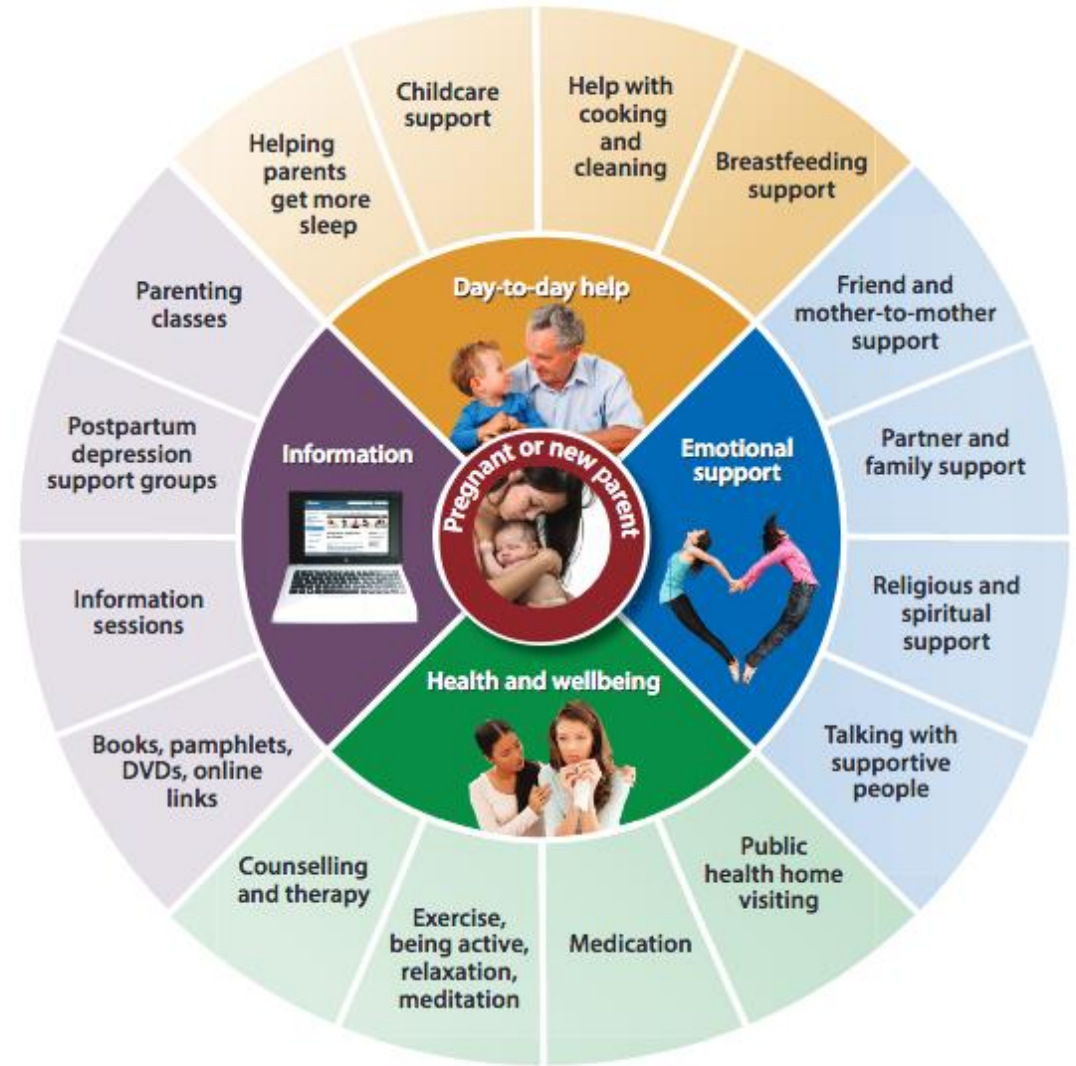 Pregnant or new parent
Day-to-day help
Helping
parents
get more
sleep
Childcare
support
Help with
cooking
and
cleaning
Breastfeeding
support
Emotional
support
Friend and
mother-to-mother
support
Partner and
family support
Religious and
spiritual
support
Talking with
supportive
people
Health and wellbeing
Public
health home
visiting
Medication
Exercise,
being active,
relaxation,
meditation
Counselling
and therapy
Information
Books, pamphlets,
DVDs, online
links
Information
sessions
Postpartum
depression
support groups
Parenting
classes